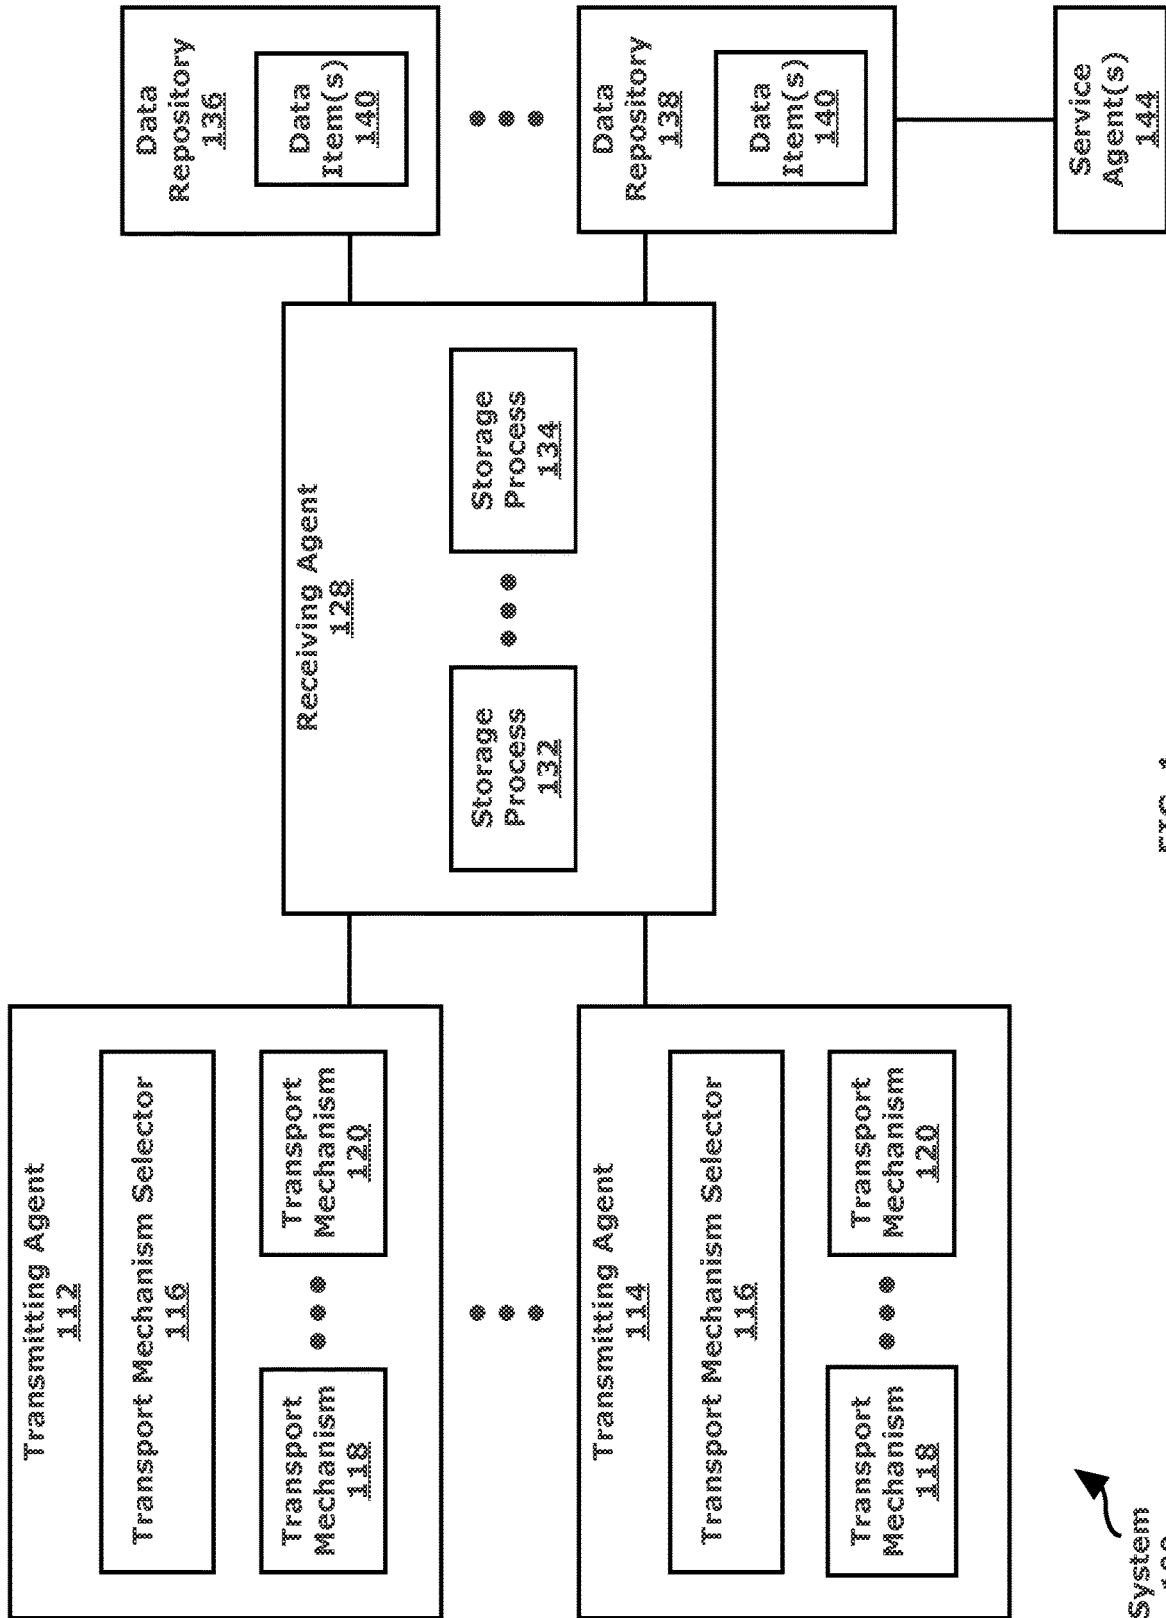 Transmitting Agent
112
Transport Mechanism Selector
116
Transport
Mechanism
118
Transport
Mechanism
120
Transmitting Agent
114
Transport Mechanism Selector
116
Transport
Mechanism
118
Transport
Mechanism
120
Receiving Agent
128
Storage
Process
132
Storage
Process
134
Data
Repository
136
Data
Item(s)
140
Data
Repository
138
Data
Item(s)
140
Service
Agent(s)
144
System